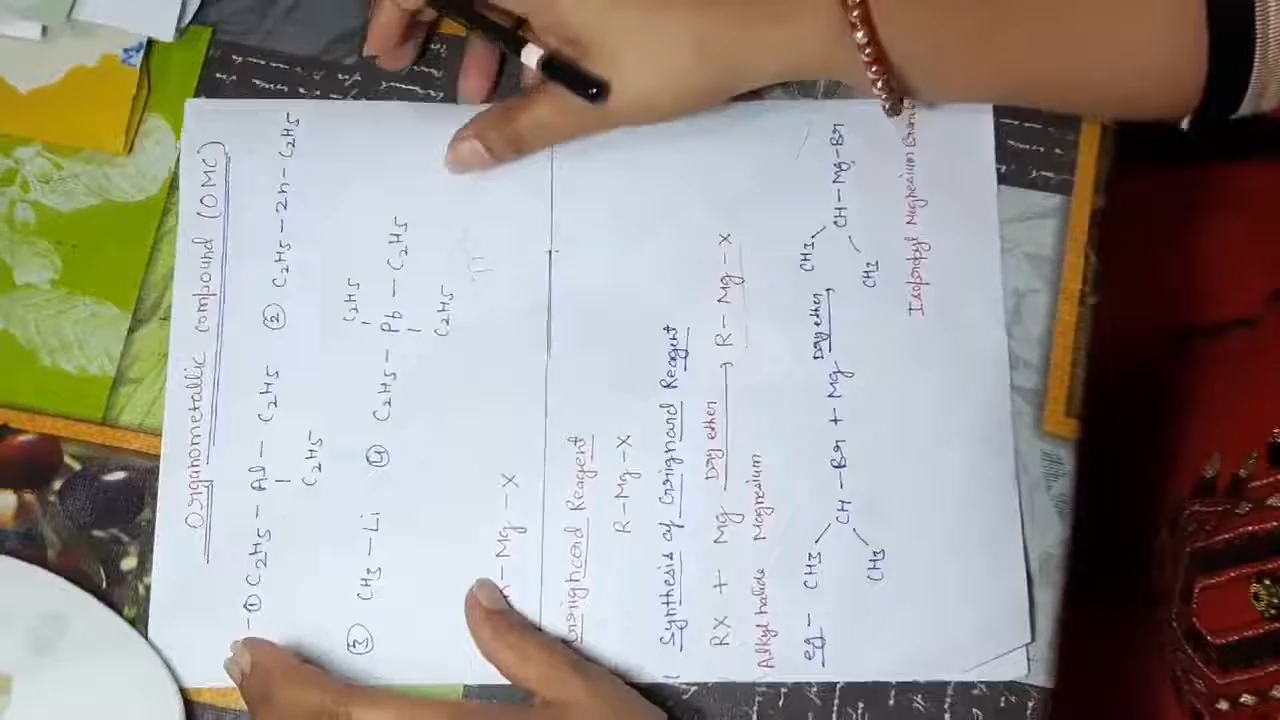 Organometallic compound (OMC)
① C2H5 - Al - C2H5 ② C2H5 - Zn - C2H5
C2H5
③ CH3 - Li ④ C2H5 - Pb - C2H5
C2H5
C2H5
- Mg - X
Reagent
R - Mg - X
Synthesis of Grignard Reagent
RX + Mg Dry ether R - Mg - X
Alkyl halide Magnesium
eg - CH3 CH3
CH - Br + Mg Dry ether, CH - Mg - Br
CH3 CH3
Isopropyl Magnesium